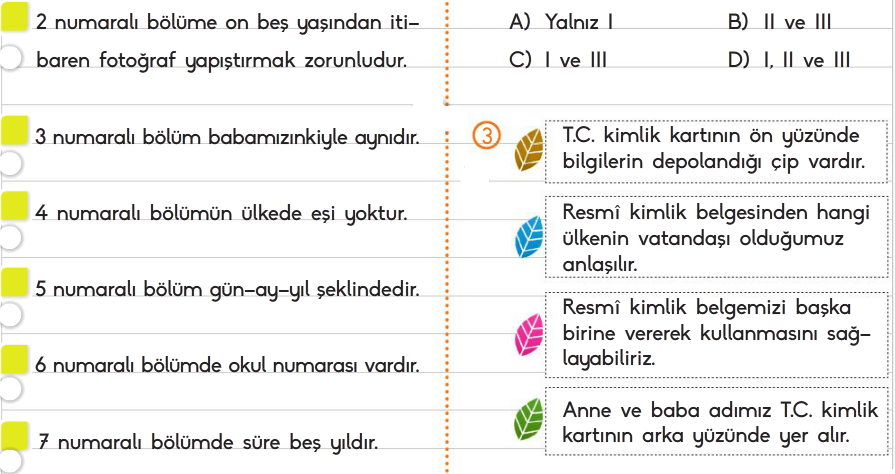 2 numaralı bölüme on beş yaşından iti-
baren fotoğraf yapıştırmak zorunludur.
3 numaralı bölüm babamızınkiyle aynıdır.
4 numaralı bölümün ülkede eşi yoktur.
5 numaralı bölüm gün-ay-yıl şeklindedir.
6 numaralı bölümde okul numarası vardır.
7 numaralı bölümde süre beş yıldır.
A) Yalnız I B) II ve III
C) I ve III D) I, II ve III
3
T.C. kimlik kartının ön yüzünde
bilgilerin depolandığı çip vardır.
Resmî kimlik belgesinden hangi
ülkenin vatandaşı olduğumuz
anlaşılır.
Resmî kimlik belgemizi başka
birine vererek kullanmasını sağ-
layabiliriz.
Anne ve baba adımız T.C. kimlik
kartının arka yüzünde yer alır.